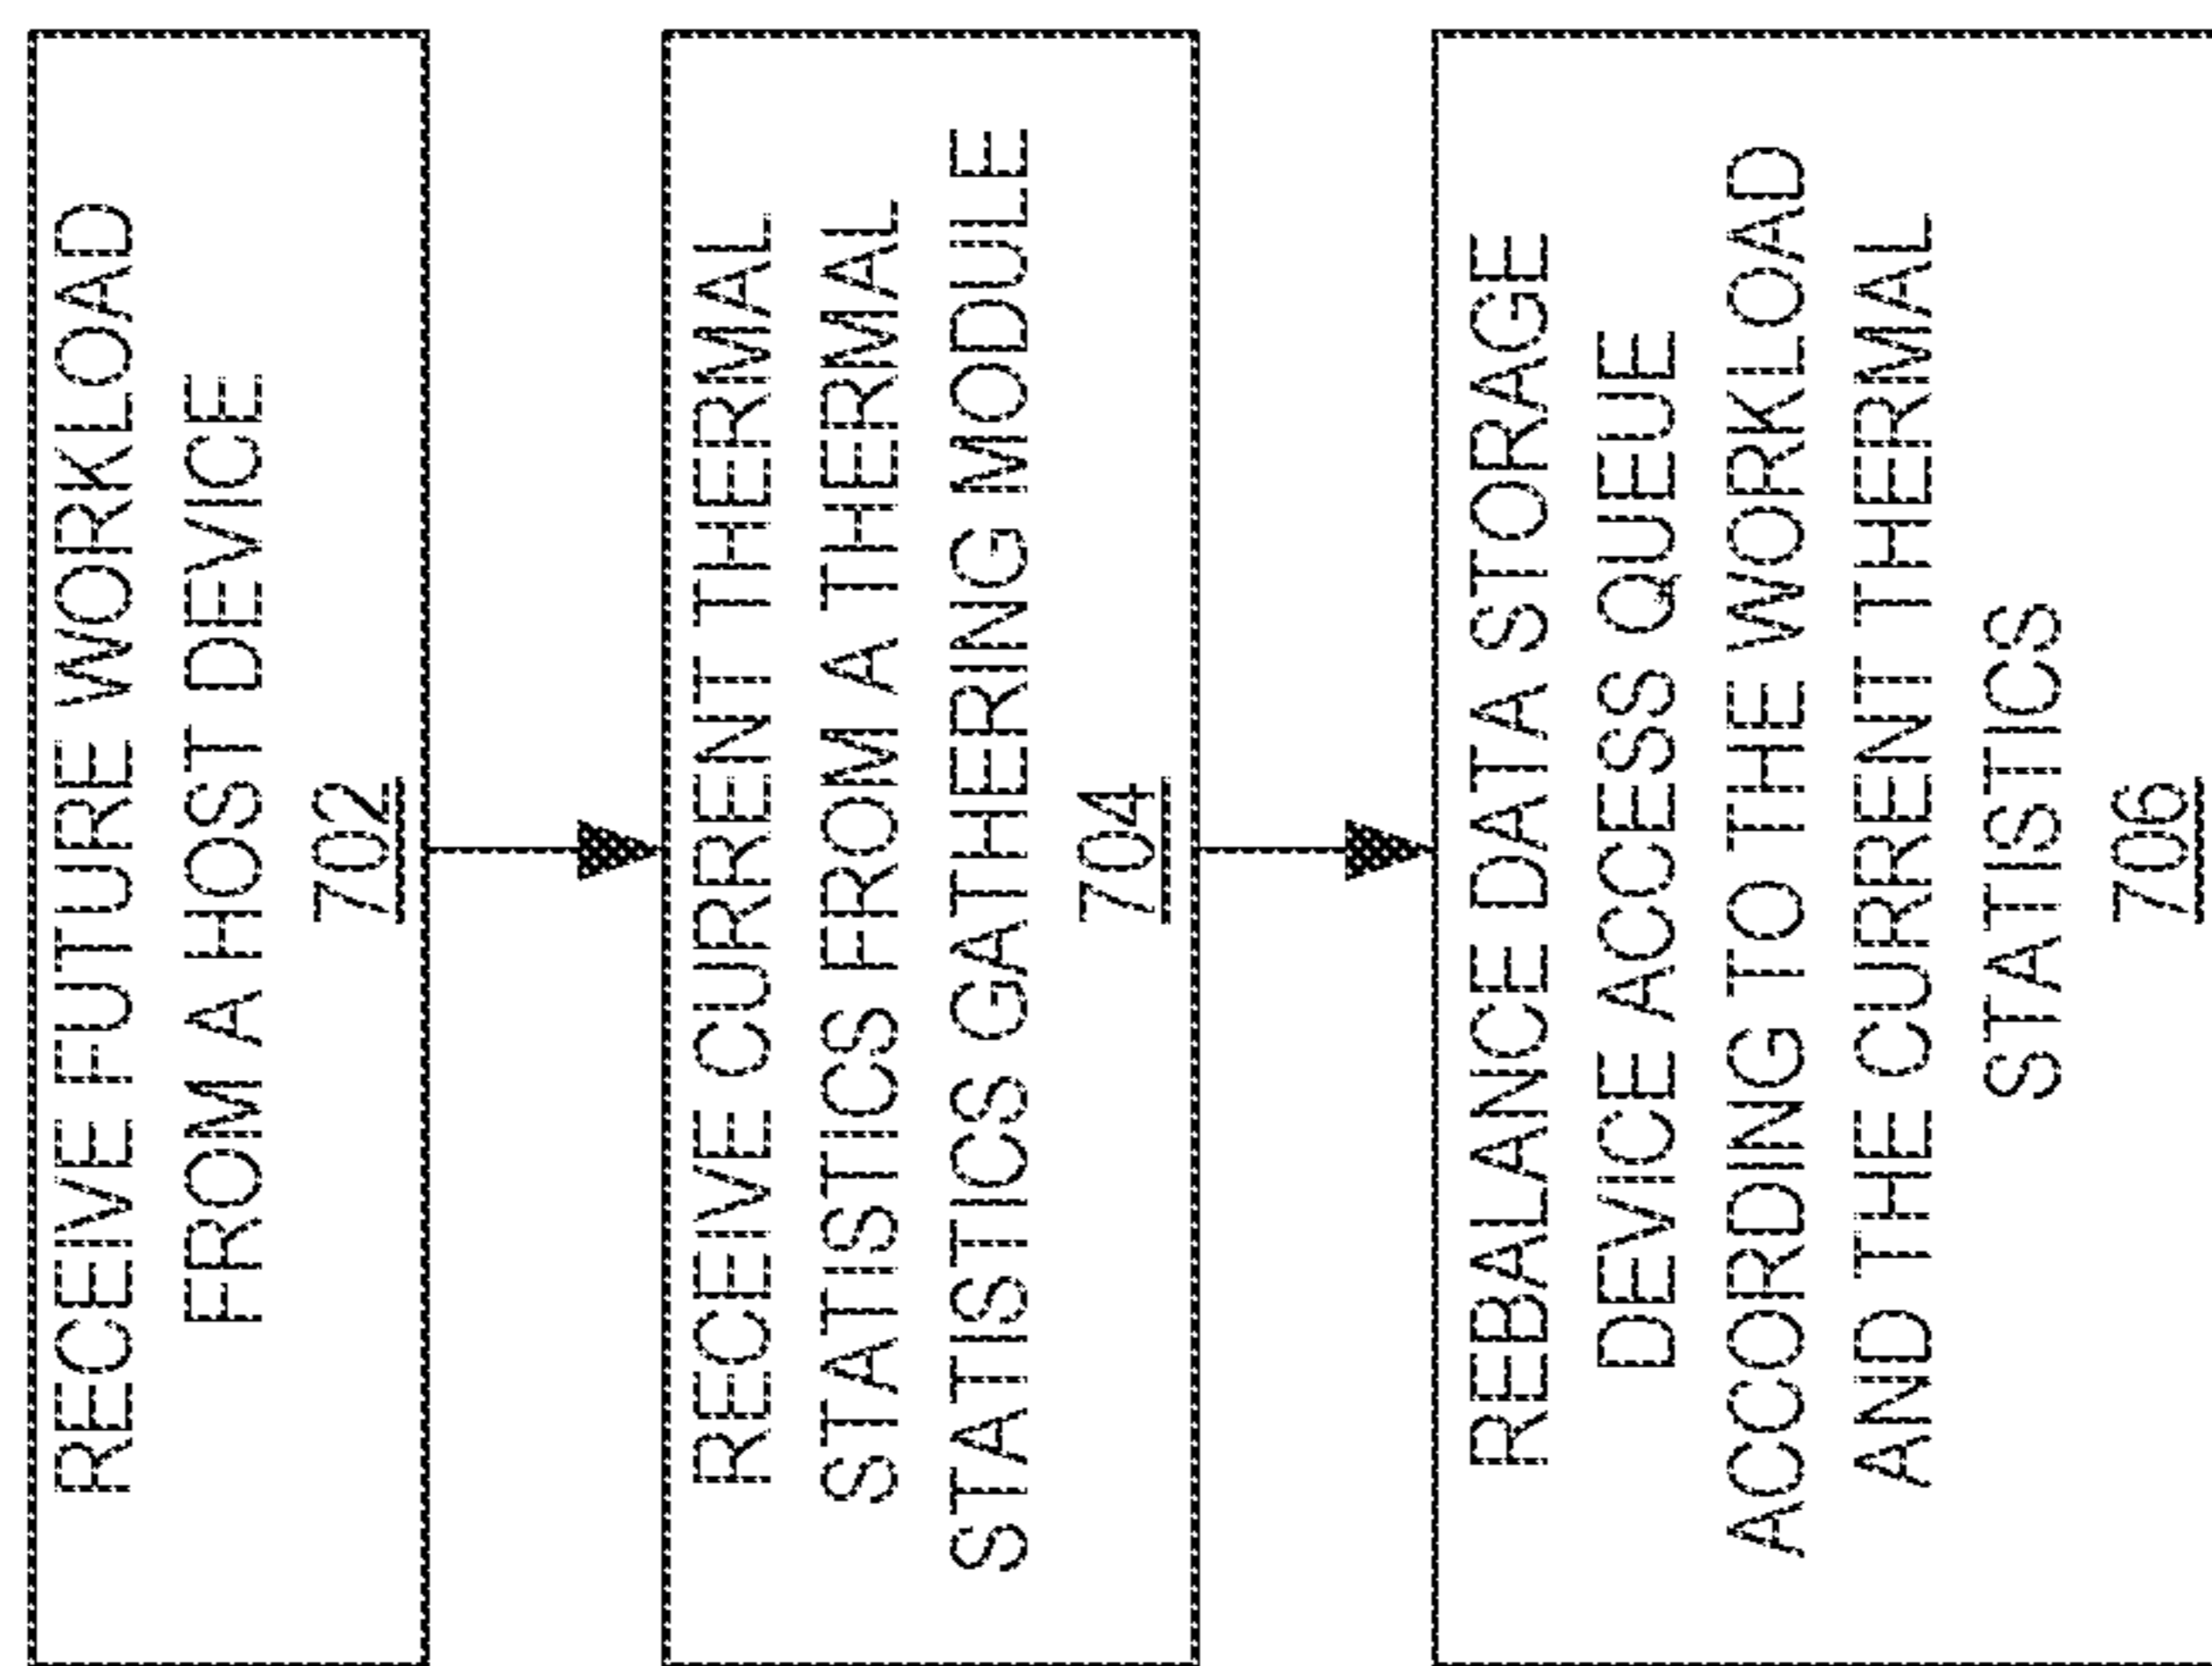 RECEIVE FUTURE WORKLOAD
FROM A HOST DEVICE
702
RECEIVE CURRENT THERMAL
STATISTICS FROM A THERMAL
STATISTICS GATHERING MODULE
704
REBALANCE DATA STORAGE
DEVICE ACCESS QUEUE
ACCORDING TO THE WORKLOAD
AND THE CURRENT THERMAL
STATISTICS
706